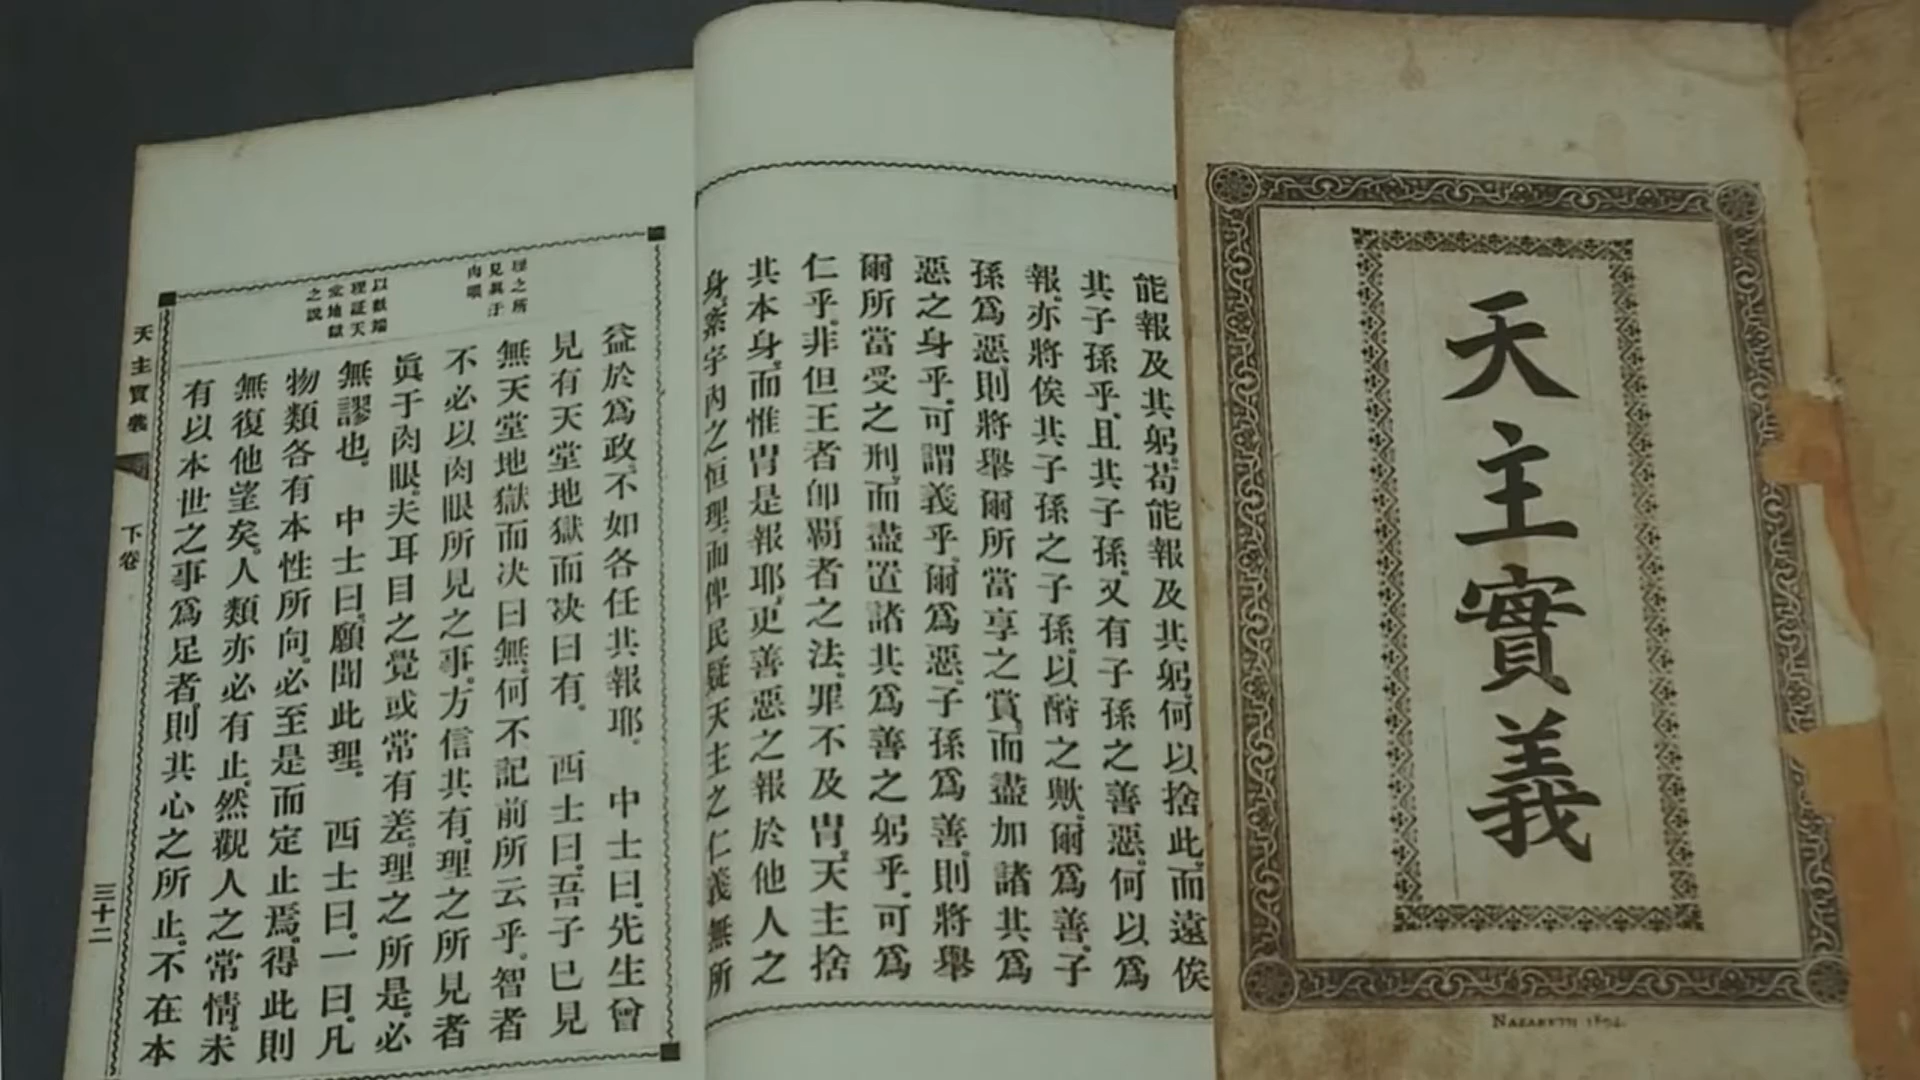 天主實義
NAZARETH
能報及其躬。苟能報及其躬、何以捨此、而遠俟
其子孫乎、且其子孫、又有子孫之善惡、何以爲
報、亦將俟其子孫之子孫、以酧之歟、爾爲善、子
孫爲惡、則將舉爾所當享之賞、而盡加諸其爲
惡之身乎、可謂義乎、爾爲惡、子孫爲善、則將舉
爾所當受之刑、而盡置諸其爲善之躬乎、可爲
仁乎、非但王者、卽覇者之法、罪不及冑、天主捨
其本身、而惟冑是報耶、更善惡之報於他人之
身、紊宇內之恒理、而俾民疑天主之仁義、無所
理之所
見眞于
肉眼
益於爲政、不如各任其報耶。 中士曰、先生曾
見有天堂地獄而决曰有。 西士曰、吾子已見
無天堂地獄而决曰無、何不記前所云乎、智者
不必以肉眼所見之事、方信其有、理之所見者
眞于肉眼、夫耳目之覺或常有差、理之所是、必
以數端
理証天
堂地獄
之說
無謬也。 中士曰、願聞此理。 西士曰、一曰、凡
物類各有本性所向、必至是而定止焉、得此則
無復他望矣、人類亦必有止、然觀人之常情、未
有以本世之事爲足者、則其心之所止、不在本
天主實義 下卷 三十二